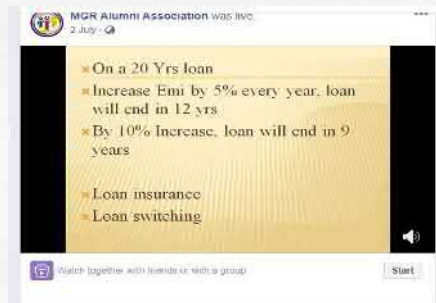 MGR Alumni Association was live
2 July
On a 20 Yrs loan
Increase Emi by 5% every year, loan
will end in 12 yrs
By 10% Increase, loan will end in 9
years
Loan insurance
Loan switching
Watch together with friends or with a group
Start